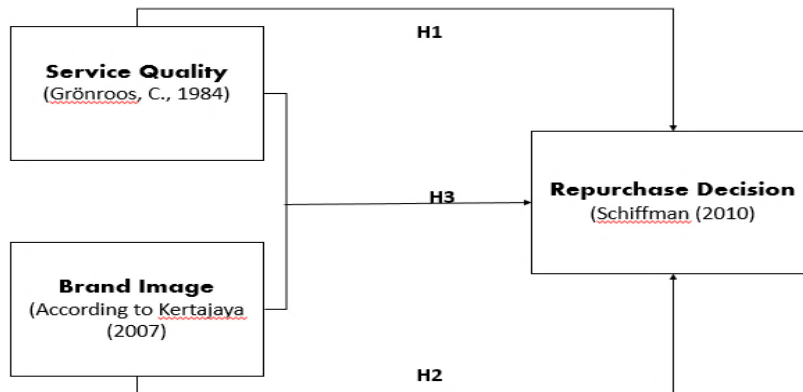 H1
Service Quality
(Grönroos, C., 1984)
H3
Repurchase Decision
(Schiffman (2010)
Brand Image
(According to Kertajaya
(2007)
H2